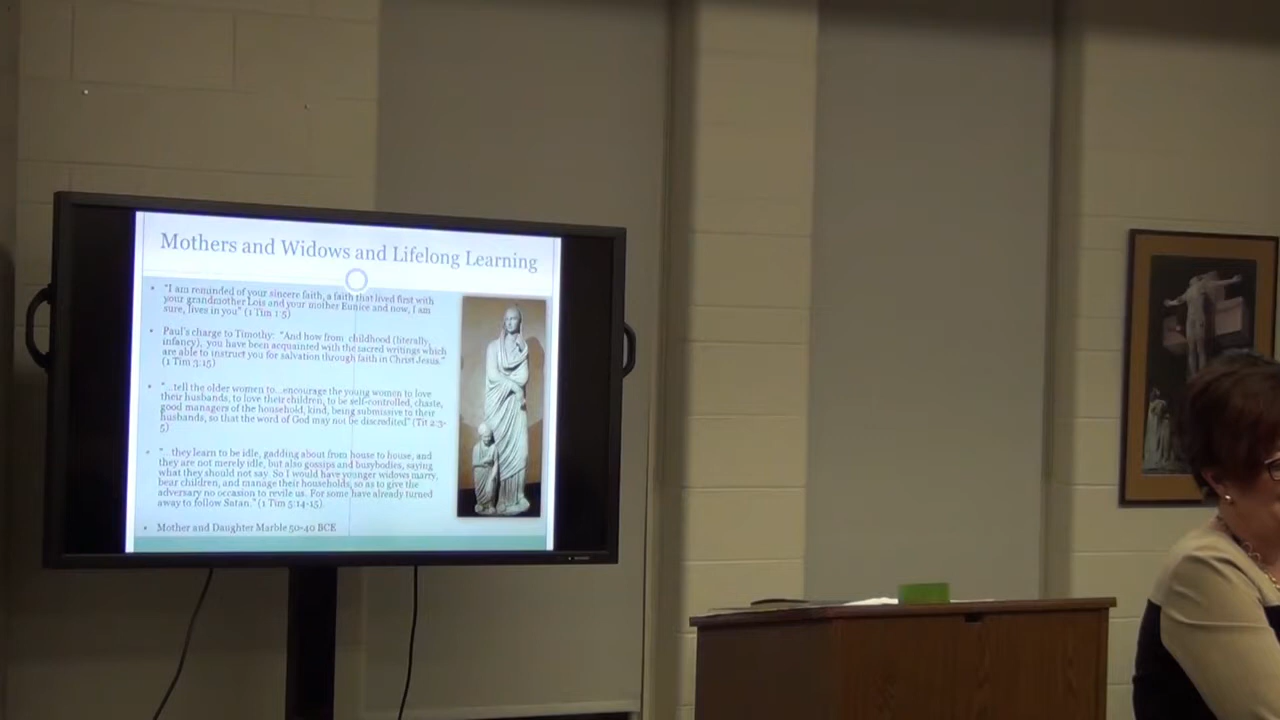 Mothers and Widows and Lifelong Learning
• "I am reminded of your sincere faith, a faith that lived first with
your grandmother Lois and your mother Eunice and now, I am
sure, lives in you" (1 Tim 1:5)
• Paul's charge to Timothy: "And how from childhood (literally,
infancy), you have been acquainted with the sacred writings which
are able to instruct you for salvation through faith in Christ Jesus."
(1 Tim 3:15)
• "...tell the older women to...encourage the young women to love
their husbands, to love their children, to be self-controlled, chaste,
good managers of the household, kind, being submissive to their
husbands, so that the word of God may not be discredited" (Tit 2:3-
5)
• "...they learn to be idle, gadding about from house to house, and
they are not merely idle, but also gossips and busybodies, saying
what they should not say. So I would have younger widows marry,
bear children, and manage their households, so as to give the
adversary no occasion to revile us. For some have already turned
away to follow Satan." (1 Tim 5:14-15).
• Mother and Daughter Marble 50-40 BCE